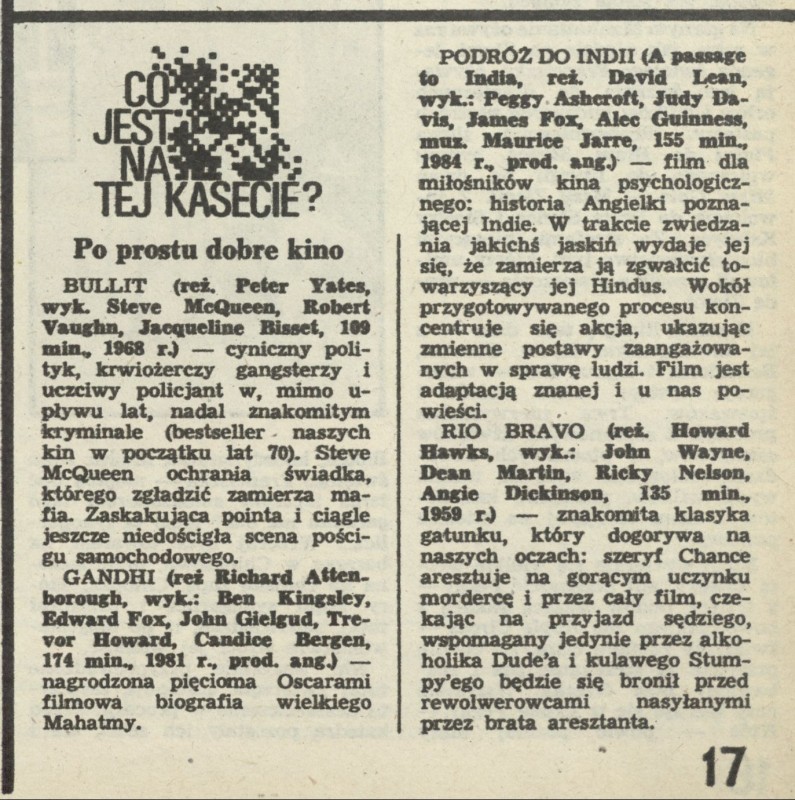 CO
JEST
NA
TEJ KASECIE?
Po prostu dobre kino
BULLIT (reż. Peter Yates,
wyk. Steve McQueen, Robert
Vaughn, Jacqueline Bisset, 109
min., 1968 r.) — cyniczny poli-
tyk, krwiożerczy gangsterzy i
uczciwy policjant w, mimo u-
pływu lat, nadal znakomitym
kryminale (bestseller naszych
kin w początku lat 70). Steve
McQueen ochrania świadka,
którego zgładzić zamierza ma-
fia. Zaskakująca pointa i ciągle
jeszcze niedościgła scena pości-
gu samochodowego.
GANDHI (reż Richard Atten-
borough, wyk.: Ben Kingsley,
Edward Fox, John Gielgud, Tre-
vor Howard, Candice Bergen,
174 min., 1981 r., prod. ang.) —
nagrodzona pięcioma Oscarami
filmowa biografia wielkiego
Mahatmy.
PODRÓŻ DO INDII (A passage
to India, reż. David Lean,
wyk.: Peggy Ashcroft, Judy Da-
vis, James Fox, Alec Guinness,
muz. Maurice Jarre, 155 min.,
1984 r., prod. ang.) — film dla
miłośników kina psychologicz-
nego: historia Angielki pozna-
jącej Indie. W trakcie zwiedza-
nia jakichś jaskiń wydaje jej
się, że zamierza ją zgwałcić to-
warzyszący jej Hindus. Wokół
przygotowywanego procesu kon-
centruje się akcja, ukazując
zmienne postawy zaangażowa-
nych w sprawę ludzi. Film jest
adaptacją znanej i u nas po-
wieści.
RIO BRAVO (reż. Howard
Hawks, wyk.: John Wayne,
Dean Martin, Ricky Nelson,
Angie Dickinson, 135 min.,
1959 r.) — znakomita klasyka
gatunku, który dogorywa na
naszych oczach: szeryf Chance
aresztuje na gorącym uczynku
mordercę i przez cały film, cze-
kając na przyjazd sędziego,
wspomagany jedynie przez alko-
holika Dude'a i kulawego Stum-
py'ego będzie się bronił przed
rewolwerowcami nasyłanymi
przez brata aresztanta.
17